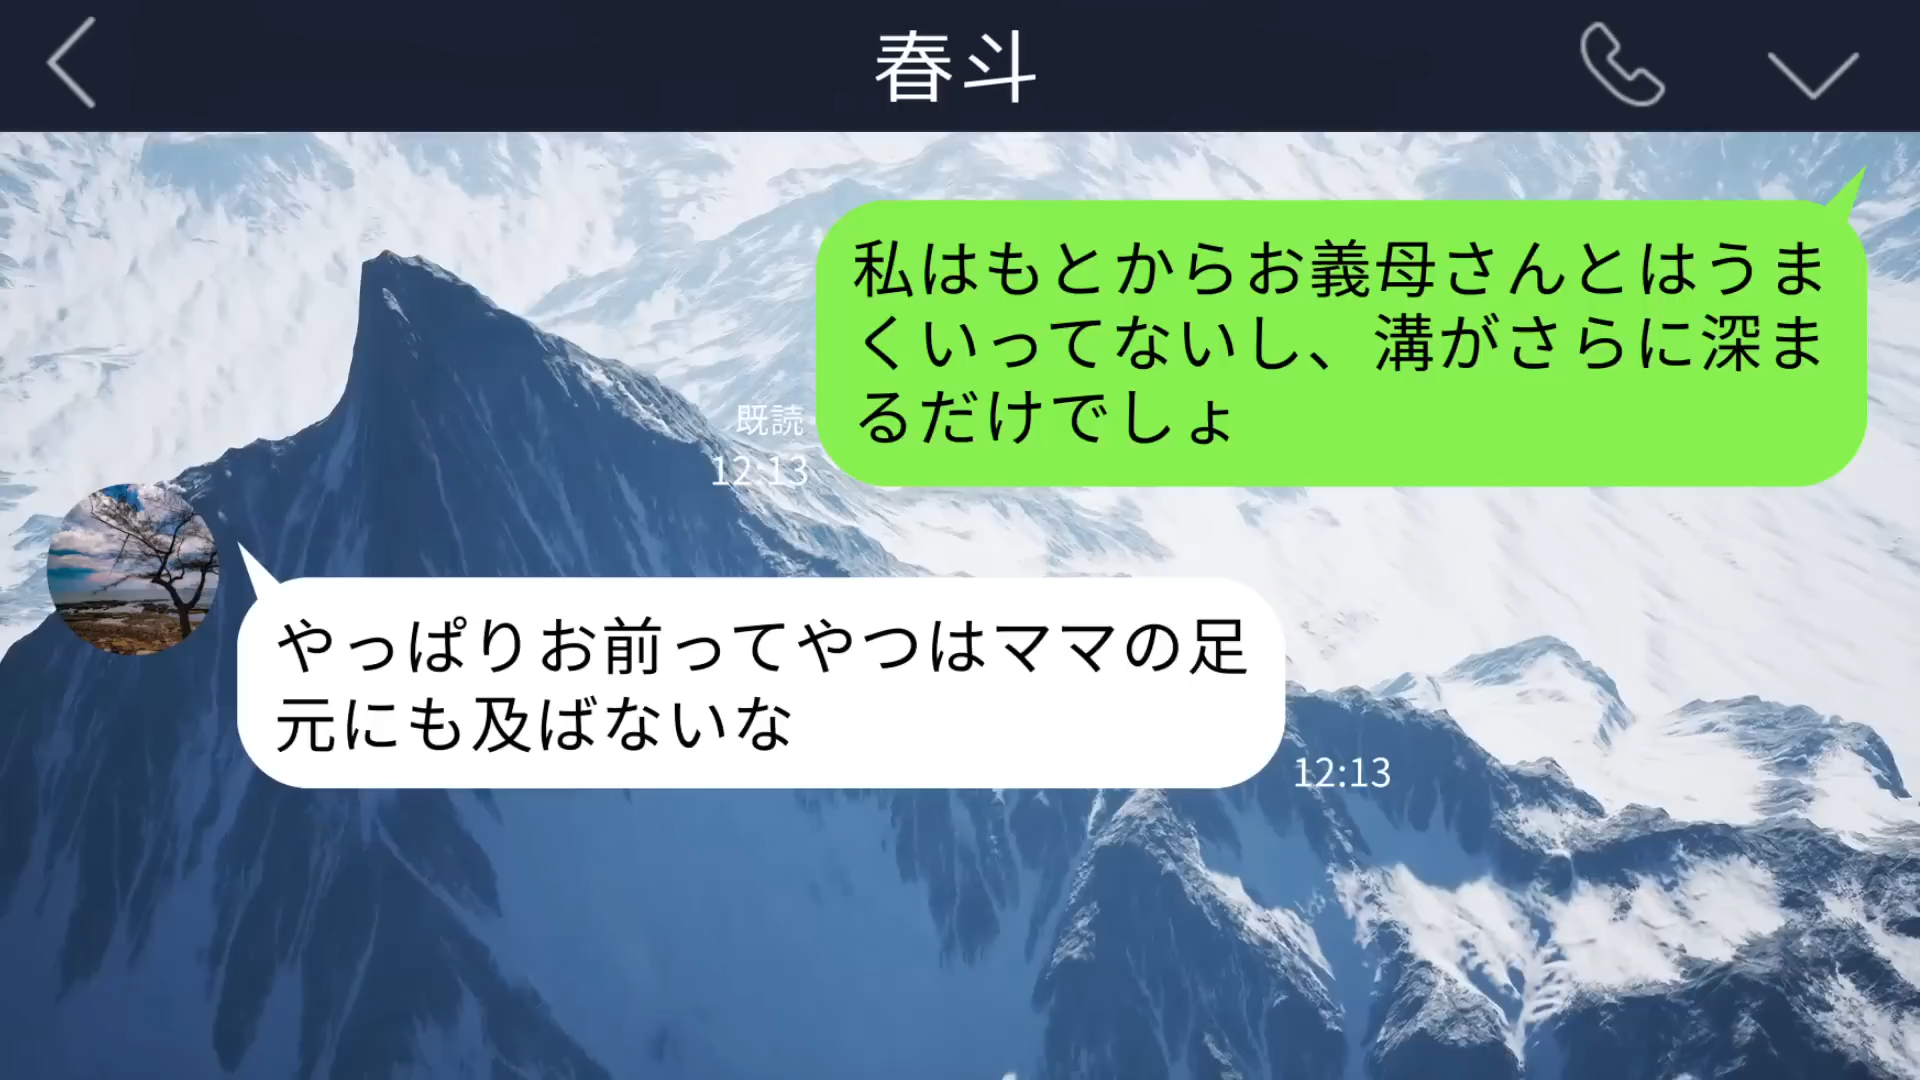 春斗
私はもとからお義母さんとはうま
くいってないし、溝がさらに深ま
るだけでしょ
既読
12:13
やっぱりお前ってやつはママの足
元にも及ばないな
12:13